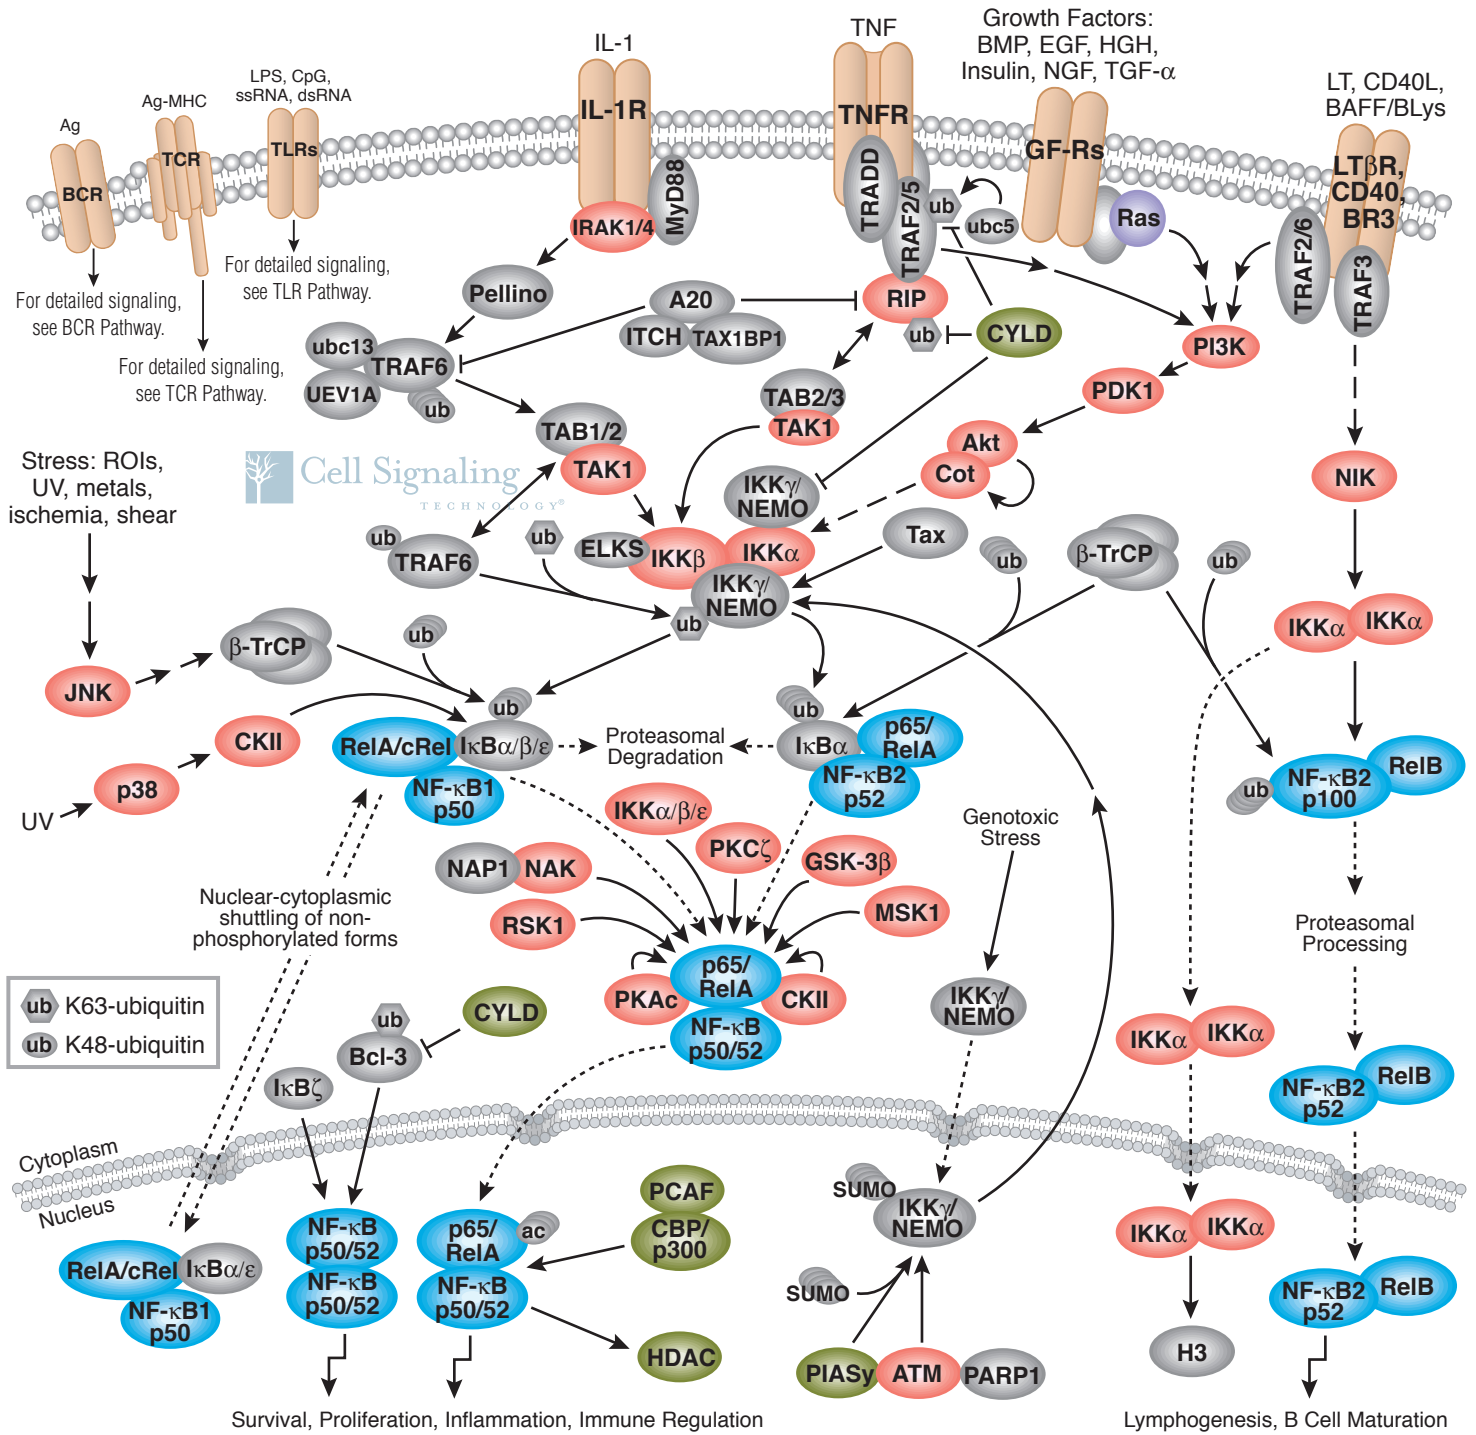 Growth Factors:
BMP, EGF, HGH,
Insulin, NGF, TGF-α
TNF
IL-1
LPS, CpG,
ssRNA, dsRNA
Ag-MHC
Ag
LT, CD40L,
BAFF/BLys
BCR
TCR
TLRs
IL-1R
MyD88
IRAK1/4
TNFR
TRADD
TRAF2/5
ub
ubc5
GF-Rs
Ras
LTβR,
CD40,
BR3
TRAF2/6
TRAF3
For detailed signaling,
see BCR Pathway.
For detailed signaling,
see TCR Pathway.
For detailed signaling,
see TLR Pathway.
Pellino
A20
ITCH
TAX1BP1
RIP
ub
CYLD
PI3K
ubc13
TRAF6
UEV1A
ub
TAB2/3
TAK1
PDK1
TAB1/2
TAK1
Akt
Cot
NIK
Stress: ROIs,
UV, metals,
ischemia, shear
Cell Signaling
TECHNOLOGY®
IKKγ/
NEMO
Tax
ub
TRAF6
ub
ELKS
IKKβ
IKKα
IKKγ/
NEMO
ub
ub
β-TrCP
ub
IKKα
IKKα
JNK
β-TrCP
ub
CKII
p38
UV
ub
RelA/cRel
IκBα/β/ε
NF-κB1
p50
Proteasomal
Degradation
ub
IκBα
p65/
RelA
NF-κB2
p52
ub
NF-κB2
p100
RelB
IKKα/β/ε
PKCζ
GSK-3β
NAP1
NAK
RSK1
MSK1
Genotoxic
Stress
Nuclear-cytoplasmic
shuttling of non-
phosphorylated forms
Proteasomal
Processing
p65/
RelA
PKAc
CKII
NF-κB
p50/52
IKKγ/
NEMO
ub
K63-ubiquitin
ub
K48-ubiquitin
CYLD
ub
Bcl-3
IκBζ
IKKα
IKKα
NF-κB2
p52
RelB
Cytoplasm
Nucleus
RelA/cRel
IκBα/ε
NF-κB1
p50
NF-κB
p50/52
NF-κB
p50/52
p65/
RelA
ac
NF-κB
p50/52
PCAF
CBP/
p300
HDAC
SUMO
IKKγ/
NEMO
SUMO
PIASy
ATM
PARP1
IKKα
IKKα
H3
NF-κB2
p52
RelB
Survival, Proliferation, Inflammation, Immune Regulation
Lymphogenesis, B Cell Maturation